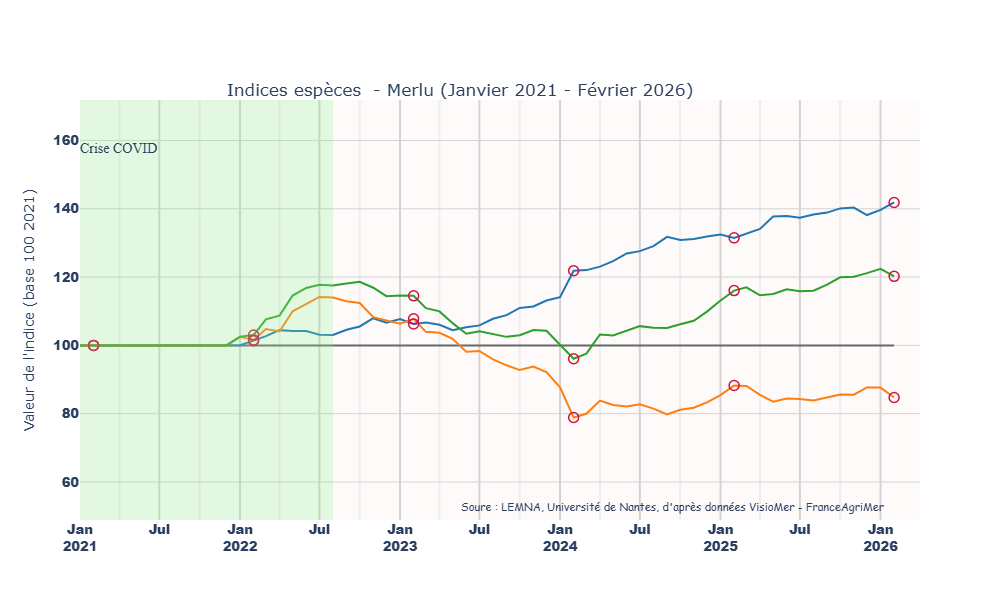 Indices espèces  - Merlu (Janvier 2021 - Février 2026)
Valeur de l'indice (base 100 2021)
160
140
120
100
80
60
Crise COVID
Soure : LEMNA, Université de Nantes, d'après données VisioMer - FranceAgriMer
Jan Jul Jan Jul Jan Jul Jan Jul Jan Jul Jan
2021 2022 2023 2024 2025 2026